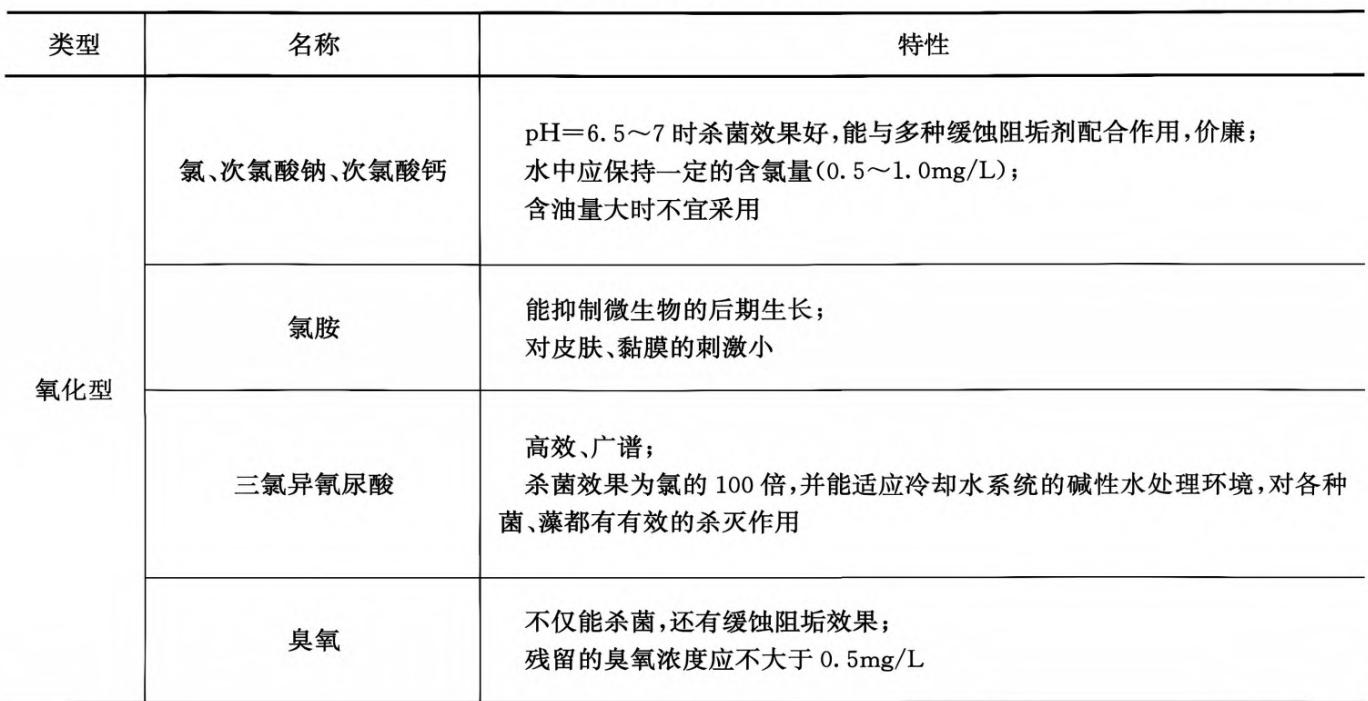 类型 名称 特性
pH=6.5～7 时杀菌效果好,能与多种缓蚀阻垢剂配合作用,价廉;
氯、次氯酸钠、次氯酸钙 水中应保持一定的含氯量(0.5～1.0mg/L);
含油量大时不宜采用
能抑制微生物的后期生长;
氯胺
对皮肤、黏膜的刺激小
氧化型
高效、广谱;
三氯异氰尿酸 杀菌效果为氯的 100 倍,并能适应冷却水系统的碱性水处理环境,对各种
菌、藻都有有效的杀灭作用
不仅能杀菌,还有缓蚀阻垢效果;
臭氧
残留的臭氧浓度应不大于 0.5mg/L